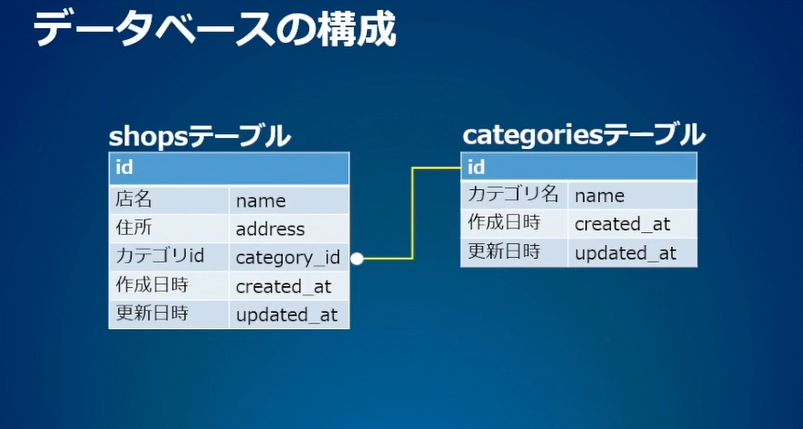 データベースの構成
shopsテーブル
id
店名 name
住所 address
カテゴリid category_id
作成日時 created_at
更新日時 updated_at
categoriesテーブル
id
カテゴリ名 name
作成日時 created_at
更新日時 updated_at